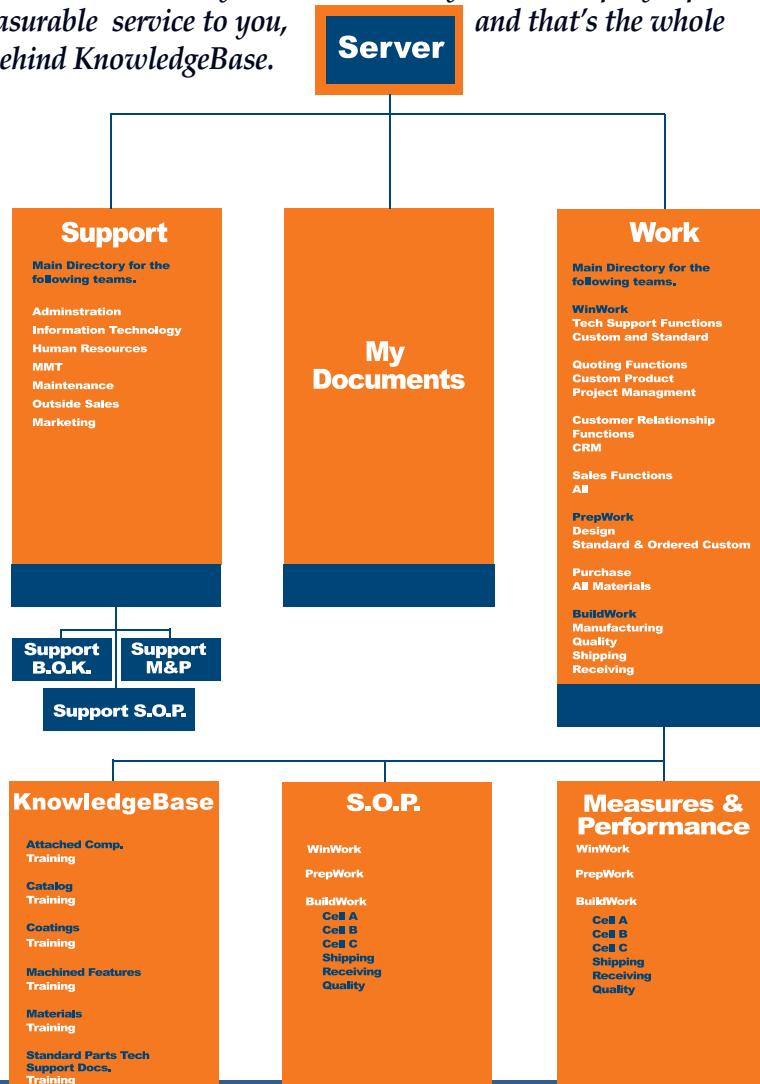 asurable service to you, and that's the whole
ehind KnowledgeBase.
Server
Support
Main Directory for the
following teams.
Adminstration
Information Technology
Human Resources
MMT
Maintenance
Outside Sales
Marketing
My
Documents
Work
Main Directory for the
following teams.
WinWork
Tech Support Functions
Custom and Standard
Quoting Functions
Custom Product
Project Managment
Customer Relationship
Functions
CRM
Sales Functions
All
PrepWork
Design
Standard & Ordered Custom
Purchase
All Materials
BuildWork
Manufacturing
Quality
Shipping
Receiving
Support
B.O.K.
Support
M&P
Support S.O.P.
KnowledgeBase
Attached Comp.
Training
Catalog
Training
Coatings
Training
Machined Features
Training
Materials
Training
Standard Parts Tech
Support Docs.
Training
S.O.P.
WinWork
PrepWork
BuildWork
Cell A
Cell B
Cell C
Shipping
Receiving
Quality
Measures &
Performance
WinWork
PrepWork
BuildWork
Cell A
Cell B
Cell C
Shipping
Receiving
Quality